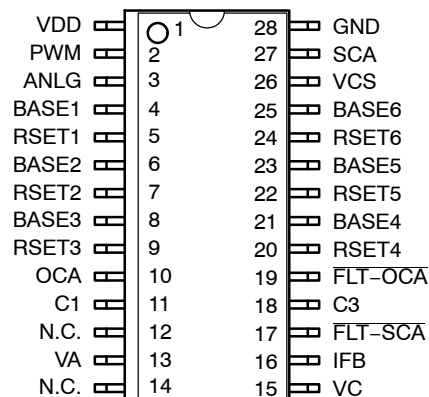 VDD 1 28 GND
PWM 2 27 SCA
ANLG 3 26 VCS
BASE1 4 25 BASE6
RSET1 5 24 RSET6
BASE2 6 23 BASE5
RSET2 7 22 RSET5
BASE3 8 21 BASE4
RSET3 9 20 RSET4
OCA 10 19 FLT−OCA
C1 11 18 C3
N.C. 12 17 FLT−SCA
VA 13 16 IFB
N.C. 14 15 VC